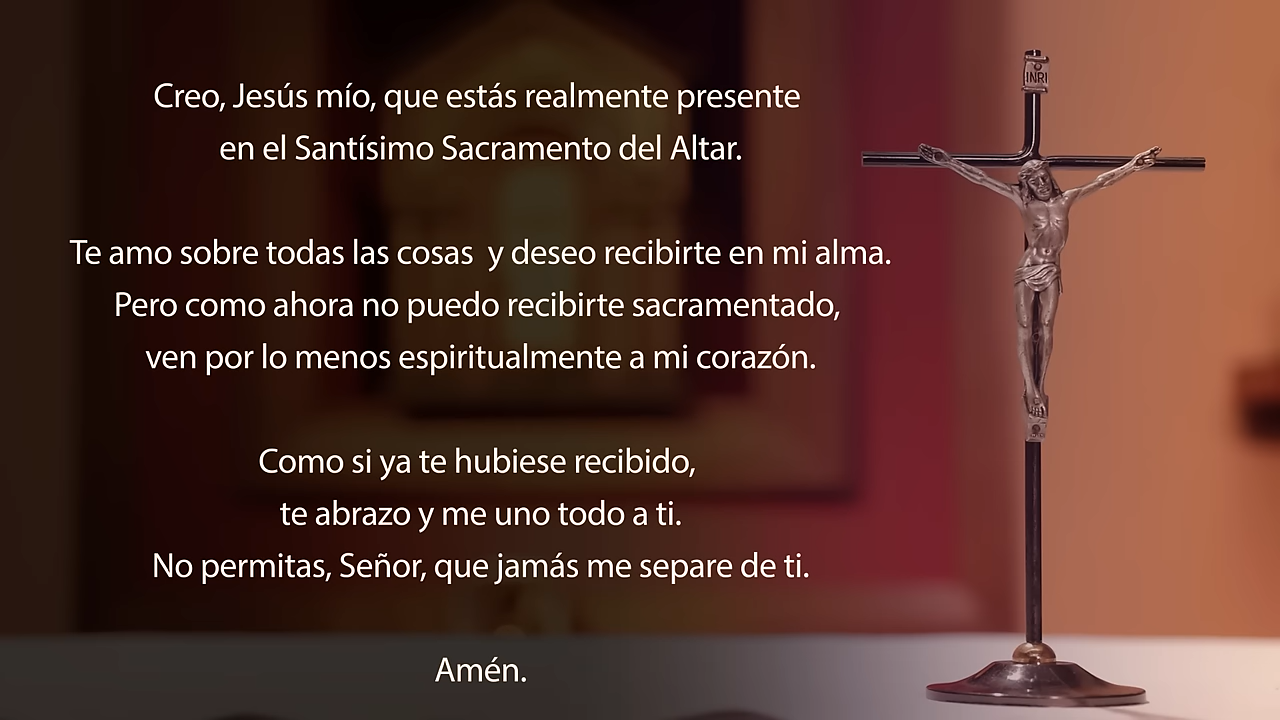 Creo, Jesús mío, que estás realmente presente
en el Santísimo Sacramento del Altar.
Te amo sobre todas las cosas  y deseo recibirte en mi alma.
Pero como ahora no puedo recibirte sacramentado,
ven por lo menos espiritualmente a mi corazón.
Como si ya te hubiese recibido,
te abrazo y me uno todo a ti.
No permitas, Señor, que jamás me separe de ti.
Amén.
INRI